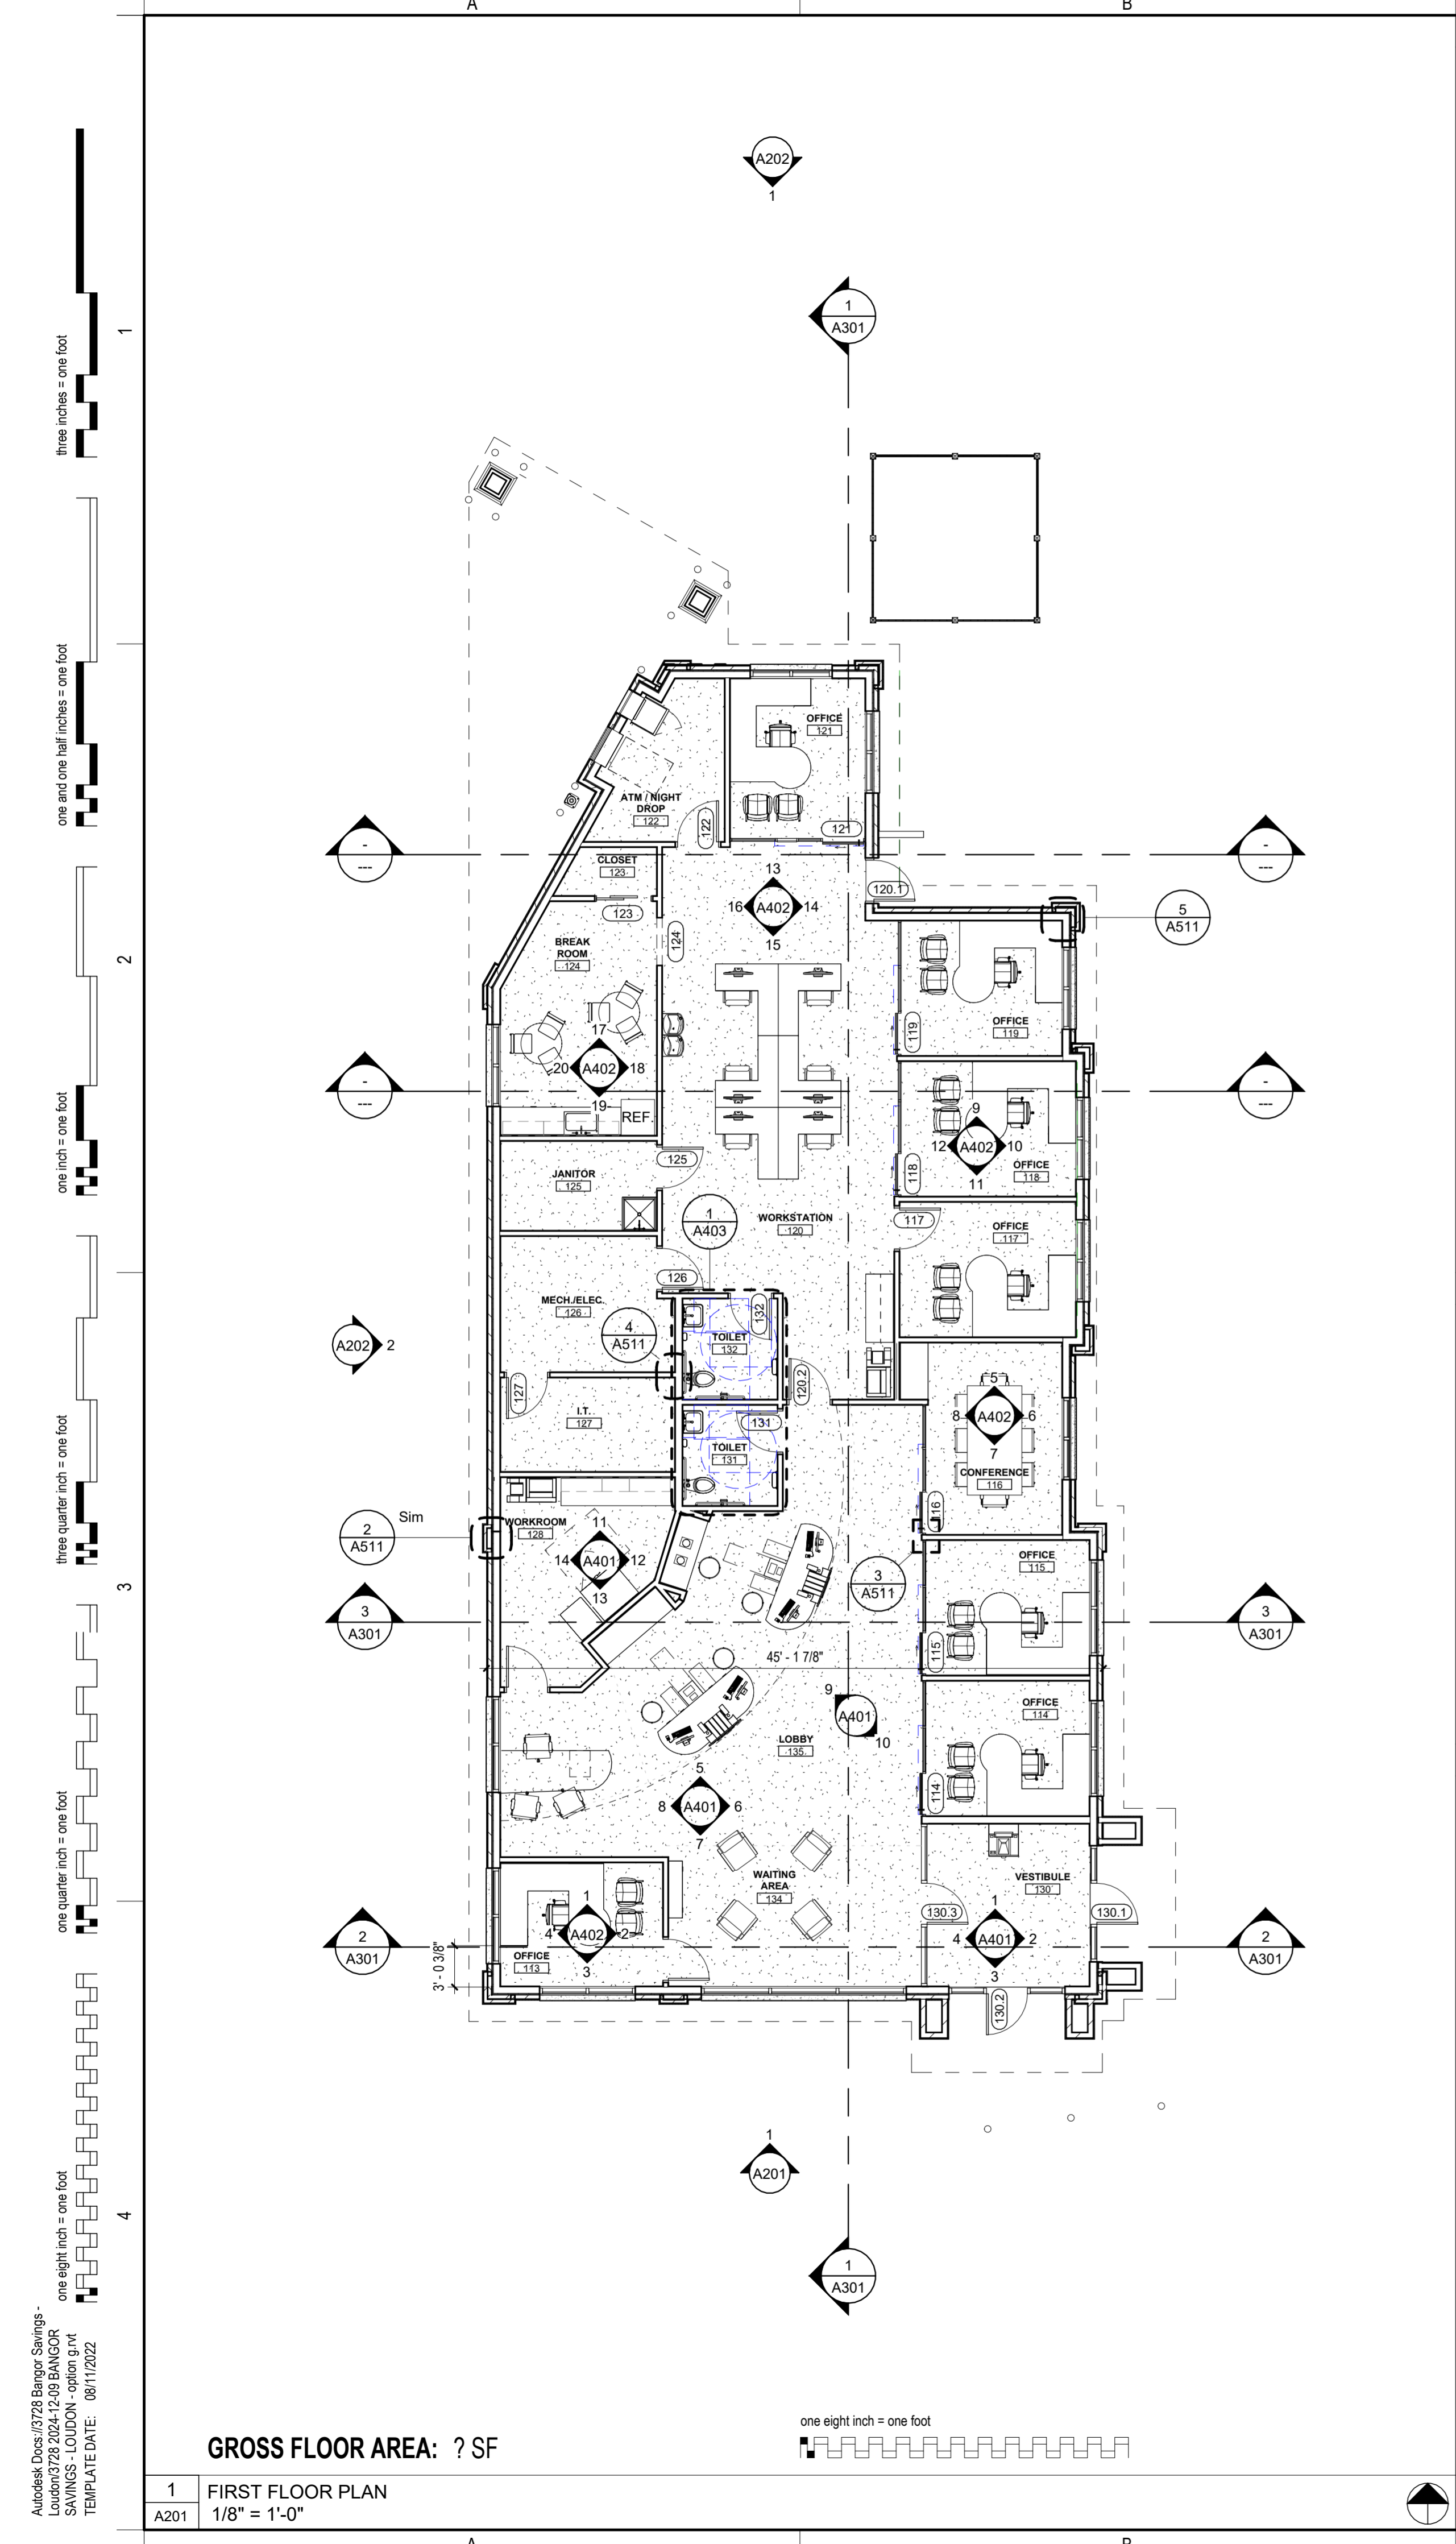 A
B
A202
1
1
A301
three inches = one foot
1
one and one half inches = one foot
OFFICE
121
ATM / NIGHT
DROP
122
122
121
-
---
-
---
CLOSET
123
120.1
13
16 A402 14
15
123
5
A511
BREAK
ROOM
124
124
2
OFFICE
119
119
17
20 A402 18
19
REF
-
---
-
---
one inch = one foot
9
12 A402 10
11
OFFICE
118
118
125
JANITOR
125
1
A403
WORKSTATION
120
117
OFFICE
117
126
MECH./ELEC.
126
132
4
A511
TOILET
132
A202 2
127
120.2
I.T.
127
131
TOILET
131
5
8 A402 6
7
CONFERENCE
116
116
three quarter inch = one foot
2
A511
Sim
WORKROOM
128
11
14 A401 12
13
3
A511
OFFICE
115
3
3
A301
3
A301
115
45' - 1 7/8"
9
A401
10
OFFICE
114
LOBBY
135
114
5
8 A401 6
7
one quarter inch = one foot
WAITING
AREA
134
VESTIBULE
130
130.3
130.1
1
4 A402 2
3
1
4 A401 2
3
2
A301
2
A301
OFFICE
113
3' - 0 3/8"
130.2
1
A201
4
one eight inch = one foot
1
A301
Autodesk Docs://3728 Bangor Savings -
Loudon/3728 2024-12-09 BANGOR
SAVINGS - LOUDON - option g.rvt
TEMPLATE DATE: 08/11/2022
one eight inch = one foot
GROSS FLOOR AREA: ? SF
1
A201
FIRST FLOOR PLAN
1/8" = 1'-0"
A
B